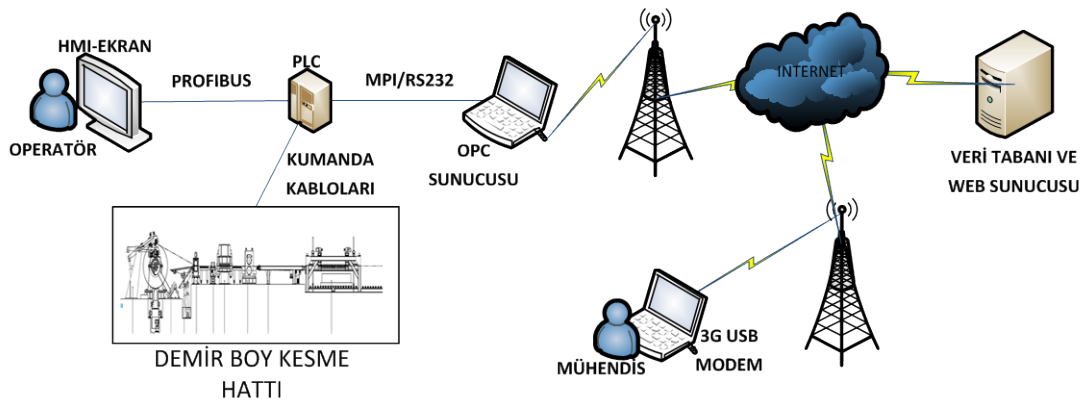 HMI-EKRAN
OPERATÖR
PROFIBUS
PLC
MPI/RS232
KUMANDA
KABLOLARI
OPC
SUNUCUSU
INTERNET
VERİ TABANI VE
WEB SUNUCUSU
DEMİR BOY KESME
HATTI
MÜHENDİS
3G USB
MODEM